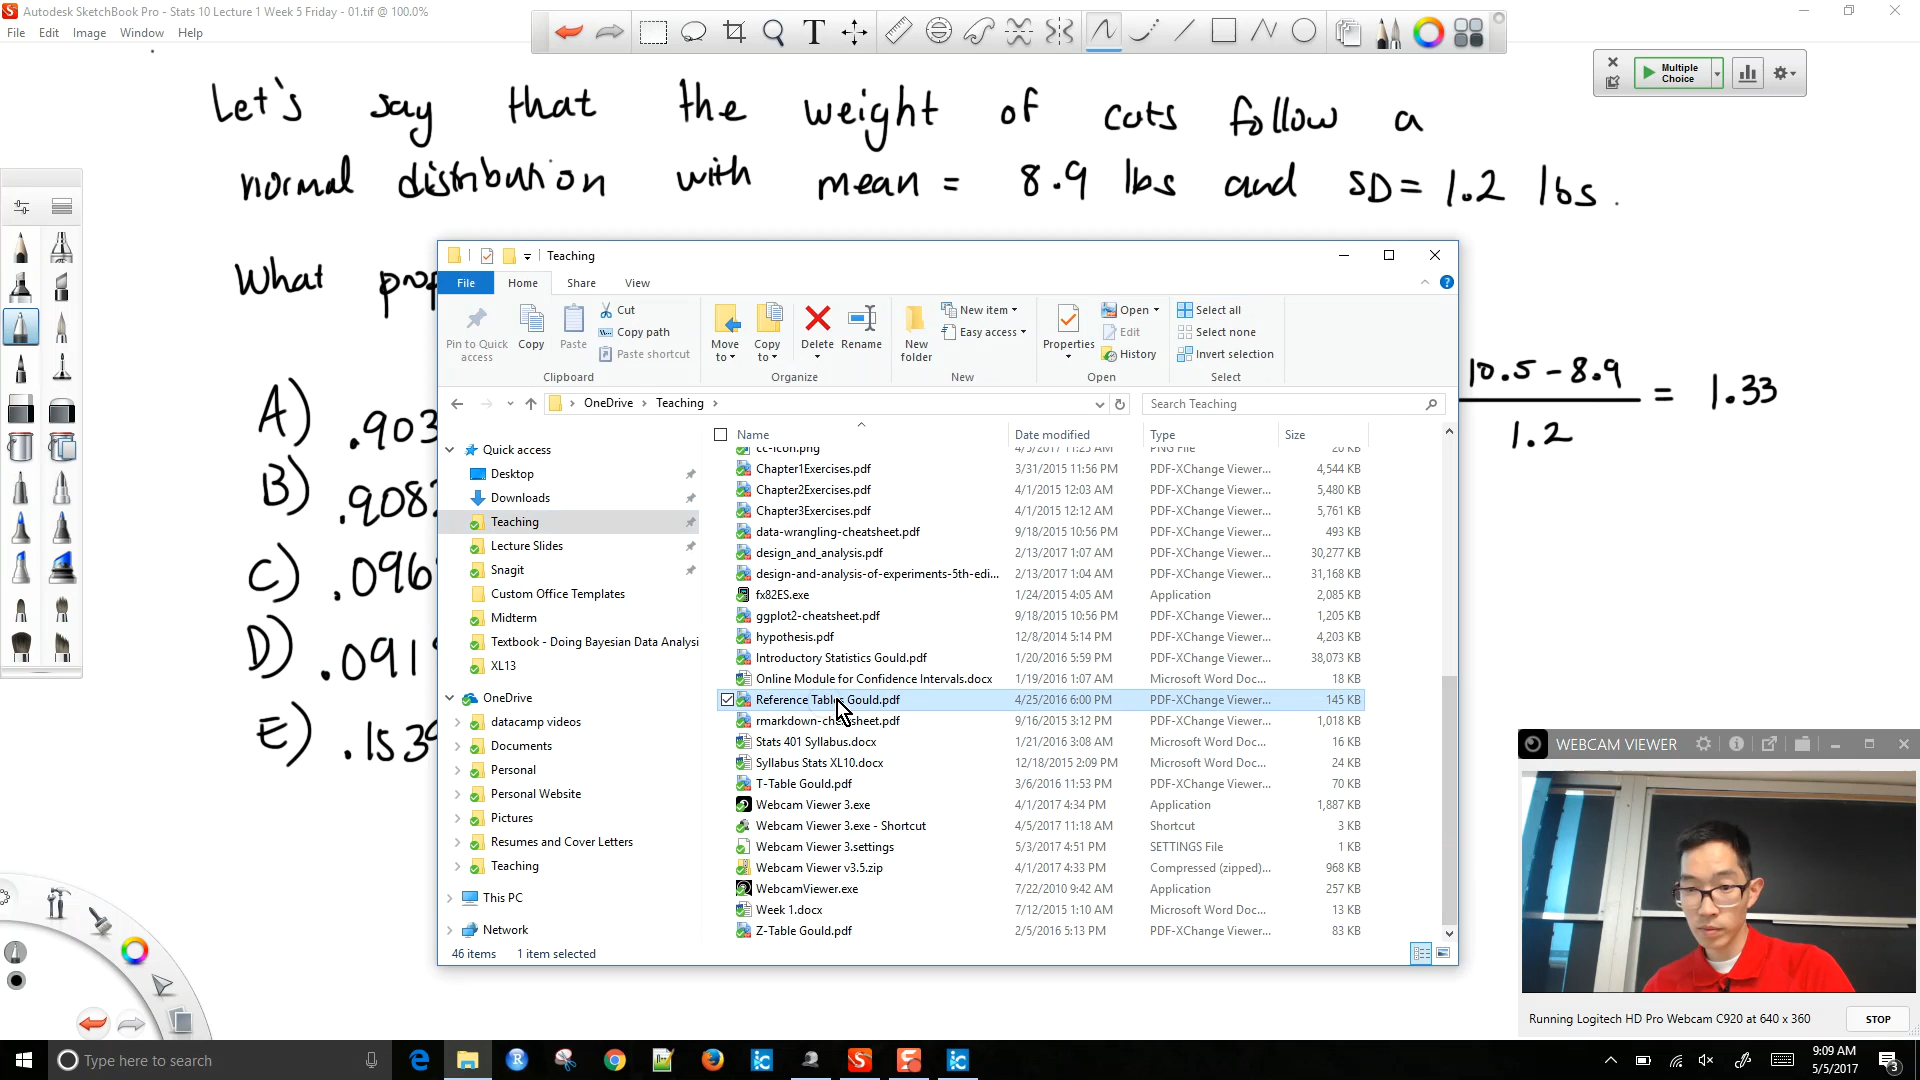 Autodesk SketchBook Pro - Stats 10 Lecture 1 Week 5 Friday - 01.tif @ 100.0%
File Edit Image Window Help
Multiple Choice
Let's say that the weight of cats follow a
normal distribution with mean = 8.9 lbs and SD = 1.2 lbs.
What
10.5 - 8.9
1.2
= 1.33
A)
B)
C)
D)
E)
Teaching
File Home Share View
Pin to Quick access
Copy
Paste
Cut
Copy path
Paste shortcut
Clipboard
Move to
Copy to
Delete
Rename
Organize
New folder
New item
Easy access
New
Properties
Open
Edit
History
Open
Select all
Select none
Invert selection
Select
OneDrive Teaching
Search Teaching
Quick access
Desktop
Downloads
Teaching
Lecture Slides
Snagit
Custom Office Templates
Midterm
Textbook - Doing Bayesian Data Analysi
XL13
OneDrive
datacamp videos
Documents
Personal
Personal Website
Pictures
Resumes and Cover Letters
Teaching
This PC
Network
Name Date modified Type Size
cc-icon.png 4/5/2017 11:25 AM PNG File 20 KB
Chapter1Exercises.pdf 3/31/2015 11:56 PM PDF-XChange Viewer... 4,544 KB
Chapter2Exercises.pdf 4/1/2015 12:03 AM PDF-XChange Viewer... 5,480 KB
Chapter3Exercises.pdf 4/1/2015 12:12 AM PDF-XChange Viewer... 5,761 KB
data-wrangling-cheatsheet.pdf 9/18/2015 10:56 PM PDF-XChange Viewer... 493 KB
design_and_analysis.pdf 2/13/2017 1:07 AM PDF-XChange Viewer... 30,277 KB
design-and-analysis-of-experiments-5th-edi... 2/13/2017 1:04 AM PDF-XChange Viewer... 31,168 KB
fx82ES.exe 1/24/2015 4:05 AM Application 2,085 KB
ggplot2-cheatsheet.pdf 9/18/2015 10:56 PM PDF-XChange Viewer... 1,205 KB
hypothesis.pdf 12/8/2014 5:14 PM PDF-XChange Viewer... 4,203 KB
Introductory Statistics Gould.pdf 1/20/2016 5:59 PM PDF-XChange Viewer... 38,073 KB
Online Module for Confidence Intervals.docx 1/19/2016 1:07 AM Microsoft Word Doc... 18 KB
Reference Tables Gould.pdf 4/25/2016 6:00 PM PDF-XChange Viewer... 145 KB
rmarkdown-cheatsheet.pdf 9/16/2015 3:12 PM PDF-XChange Viewer... 1,018 KB
Stats 401 Syllabus.docx 1/21/2016 3:08 AM Microsoft Word Doc... 16 KB
Syllabus Stats XL10.docx 12/18/2015 2:09 PM Microsoft Word Doc... 24 KB
T-Table Gould.pdf 3/6/2016 11:53 PM PDF-XChange Viewer... 70 KB
Webcam Viewer 3.exe 4/1/2017 4:34 PM Application 1,887 KB
Webcam Viewer 3.exe - Shortcut 4/5/2017 11:18 AM Shortcut 3 KB
Webcam Viewer 3.settings 5/3/2017 4:51 PM SETTINGS File 1 KB
Webcam Viewer v3.5.zip 4/1/2017 4:33 PM Compressed (zipped)... 968 KB
WebcamViewer.exe 7/22/2010 9:42 AM Application 257 KB
Week 1.docx 7/12/2015 1:10 AM Microsoft Word Doc... 13 KB
Z-Table Gould.pdf 2/5/2016 5:13 PM PDF-XChange Viewer... 83 KB
46 items 1 item selected
WEBCAM VIEWER
Running Logitech HD Pro Webcam C920 at 640 x 360
STOP
Type here to search
9:09 AM
5/5/2017
3